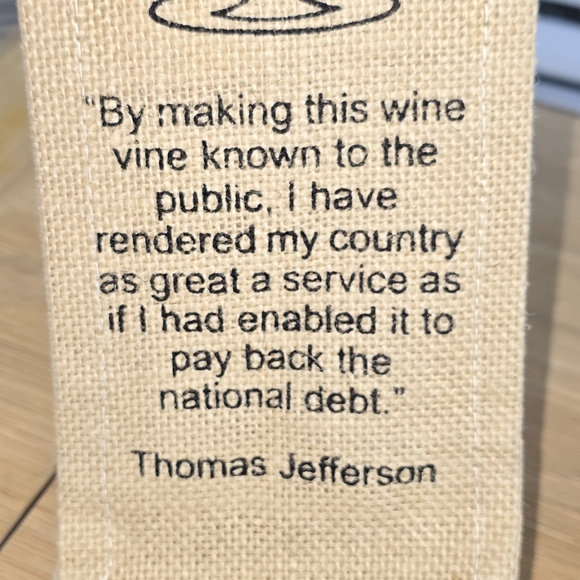 “By making this wine
vine known to the
public, I have
rendered my country
as great a service as
if I had enabled it to
pay back the
national debt.”
Thomas Jefferson